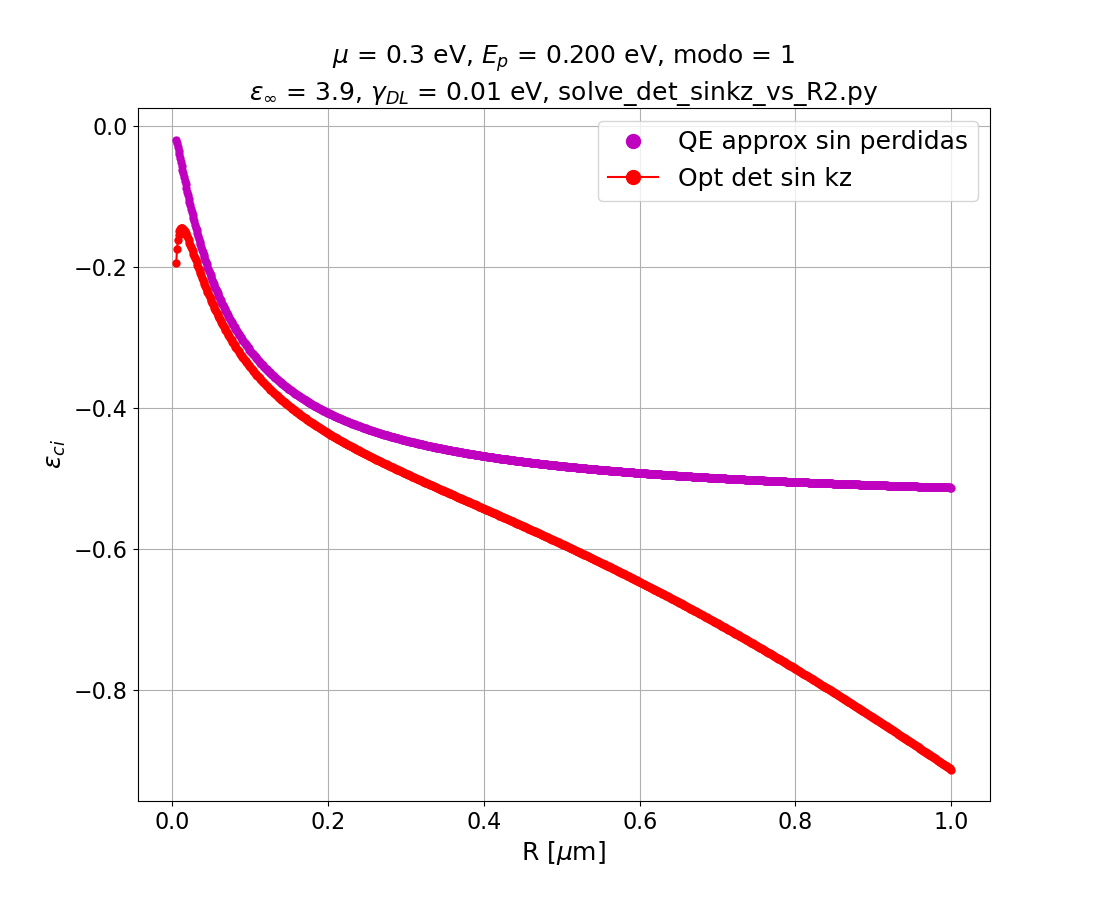 μ = 0.3 eV, E_p = 0.200 eV, modo = 1
ε_∞ = 3.9, γ_DL = 0.01 eV, solve_det_sinkz_vs_R2.py
QE approx sin perdidas
Opt det sin kz
0.0
−0.2
−0.4
−0.6
−0.8
ε_ci
0.0 0.2 0.4 0.6 0.8 1.0
R [μm]